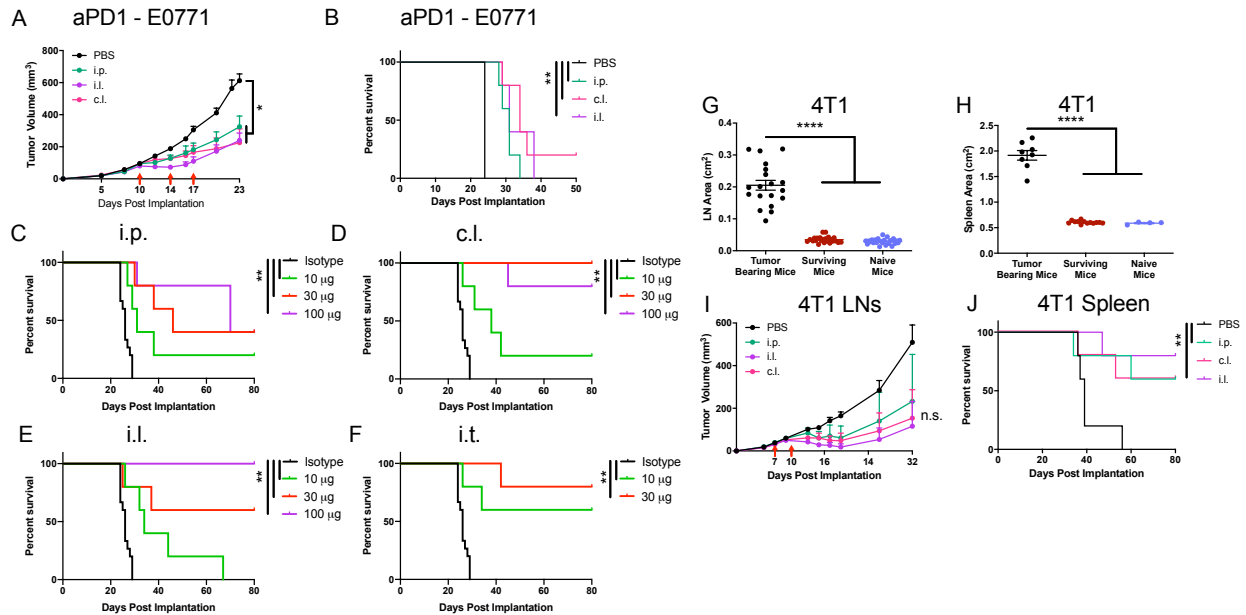 A aPD1 - E0771
Tumor Volume (mm3)
800
600
400
200
0
PBS
i.p.
i.l.
c.l.
*
5 10 14 17 23
Days Post Implantation
B aPD1 - E0771
Percent survival
100
50
0
0 10 20 30 40 50
Days Post Implantation
**
PBS
i.p.
c.l.
i.l.
C i.p.
Percent survival
100
50
0
0 20 40 60 80
Days Post Implantation
**
Isotype
10 µg
30 µg
100 µg
D c.l.
Percent survival
100
50
0
0 20 40 60 80
Days Post Implantation
**
Isotype
10 µg
30 µg
100 µg
E i.l.
Percent survival
100
50
0
0 20 40 60 80
Days Post Implantation
**
Isotype
10 µg
30 µg
100 µg
F i.t.
Percent survival
100
50
0
0 20 40 60 80
Days Post Implantation
**
Isotype
10 µg
30 µg
G 4T1
LN Area (cm2)
0.4
0.3
0.2
0.1
0.0
****
Tumor Bearing Mice
Surviving Mice
Naive Mice
H 4T1
Spleen Area (cm2)
2.5
2.0
1.5
1.0
0.5
0.0
****
Tumor Bearing Mice
Surviving Mice
Naive Mice
I 4T1 LNs
Tumor Volume (mm3)
600
400
200
0
PBS
i.p.
i.l.
c.l.
n.s.
7 10 16 14 32
Days Post Implantation
J 4T1 Spleen
Percent survival
100
50
0
0 20 40 60 80
Days Post Implantation
**
PBS
i.p.
c.l.
i.l.